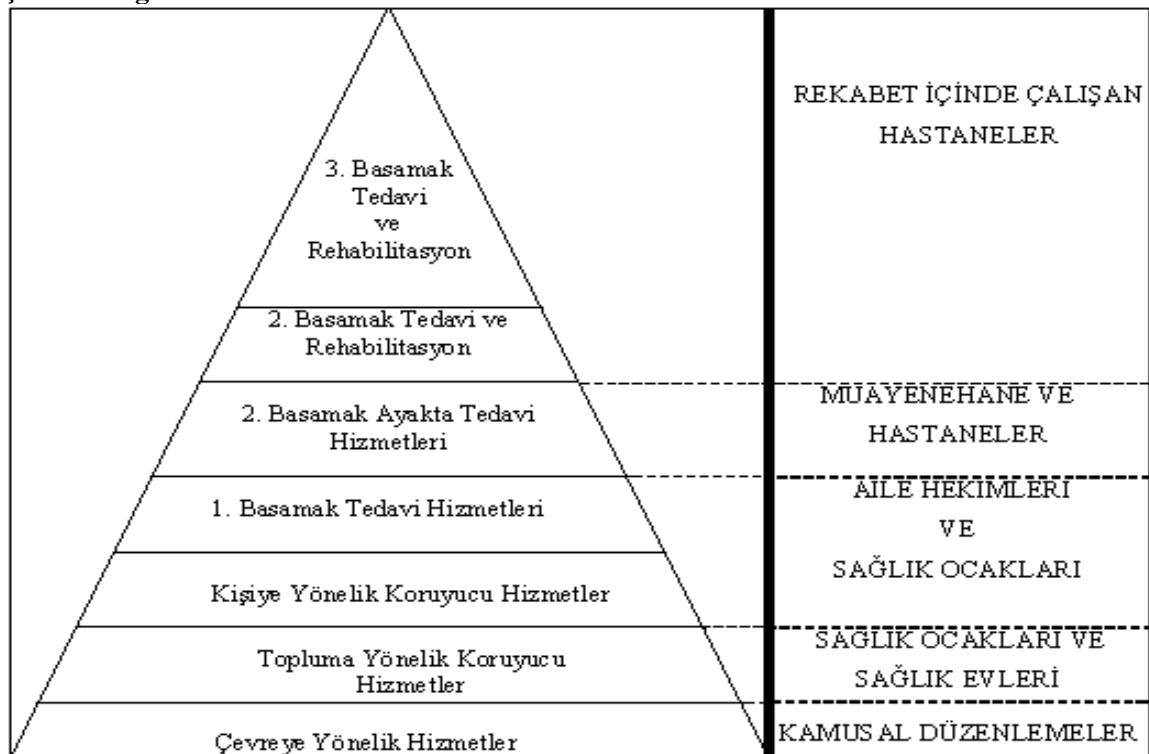 3. Basamak
Tedavi
ve
Rehabilitasyon
2. Basamak Tedavi ve
Rehabilitasyon
2. Basamak Ayakta Tedavi
Hizmetleri
1. Basamak Tedavi Hizmetleri
Kişiye Yönelik Koruyucu Hizmetler
Topluma Yönelik Koruyucu
Hizmetler
Çevreye Yönelik Hizmetler
REKABET İÇİNDE ÇALIŞAN
HASTANELER
MUAYENEHANE VE
HASTANELER
AİLE HEKİMLERİ
VE
SAĞLIK OCAKLARI
SAĞLIK OCAKLARI VE
SAĞLIK EVLERİ
KAMUSAL DÜZENLEMELER